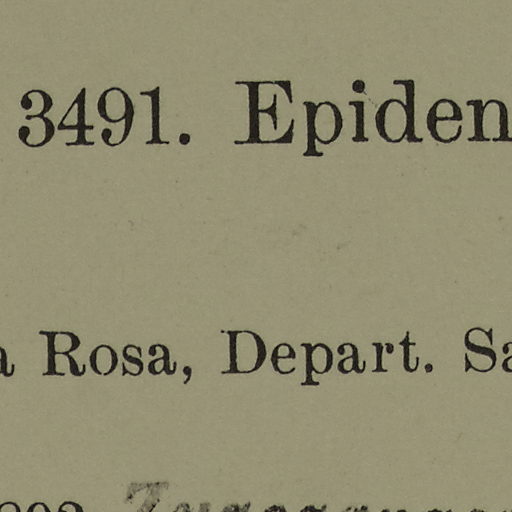 3491. Epiden
a Rosa, Depart. Sa